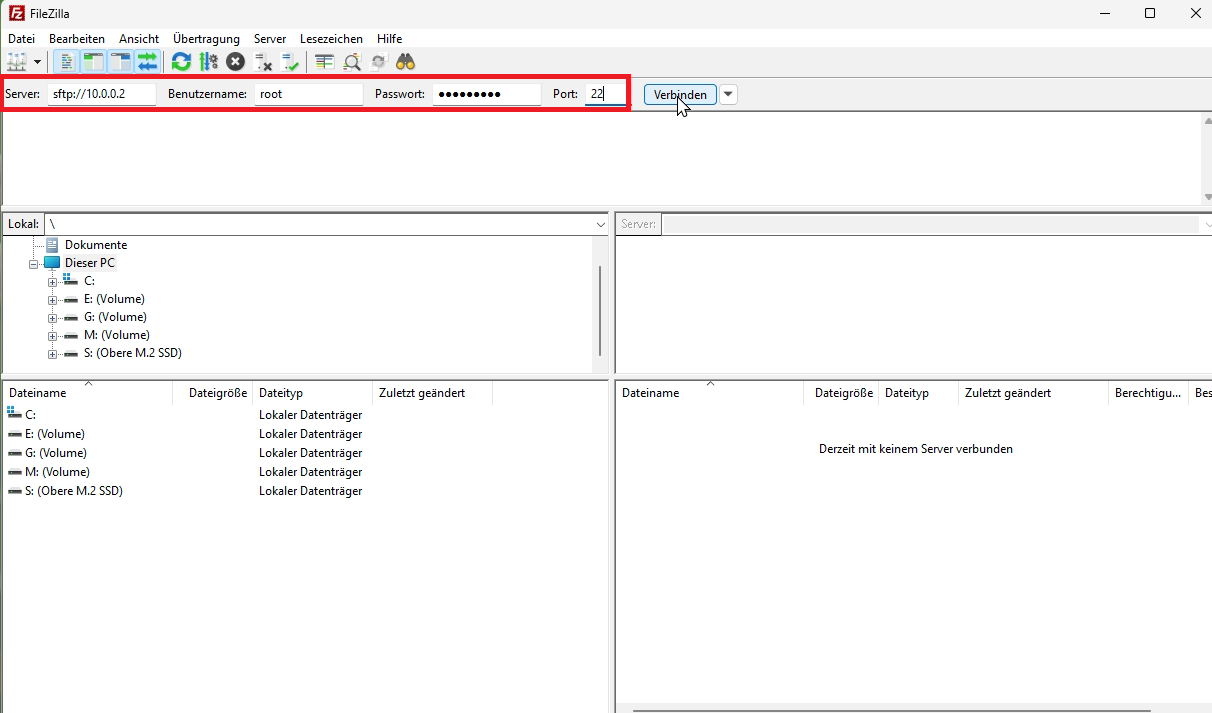 FileZilla
Datei Bearbeiten Ansicht Übertragung Server Lesezeichen Hilfe
Server: sftp://10.0.0.2 Benutzername: root Passwort: ●●●●●●●●● Port: 22 Verbinden
Lokal: \
Server:
Dokumente
Dieser PC
C:
E: (Volume)
G: (Volume)
M: (Volume)
S: (Obere M.2 SSD)
Dateiname Dateigröße Dateityp Zuletzt geändert
C: Lokaler Datenträger
E: (Volume) Lokaler Datenträger
G: (Volume) Lokaler Datenträger
M: (Volume) Lokaler Datenträger
S: (Obere M.2 SSD) Lokaler Datenträger
Dateiname Dateigröße Dateityp Zuletzt geändert Berechtigu... Bes
Derzeit mit keinem Server verbunden